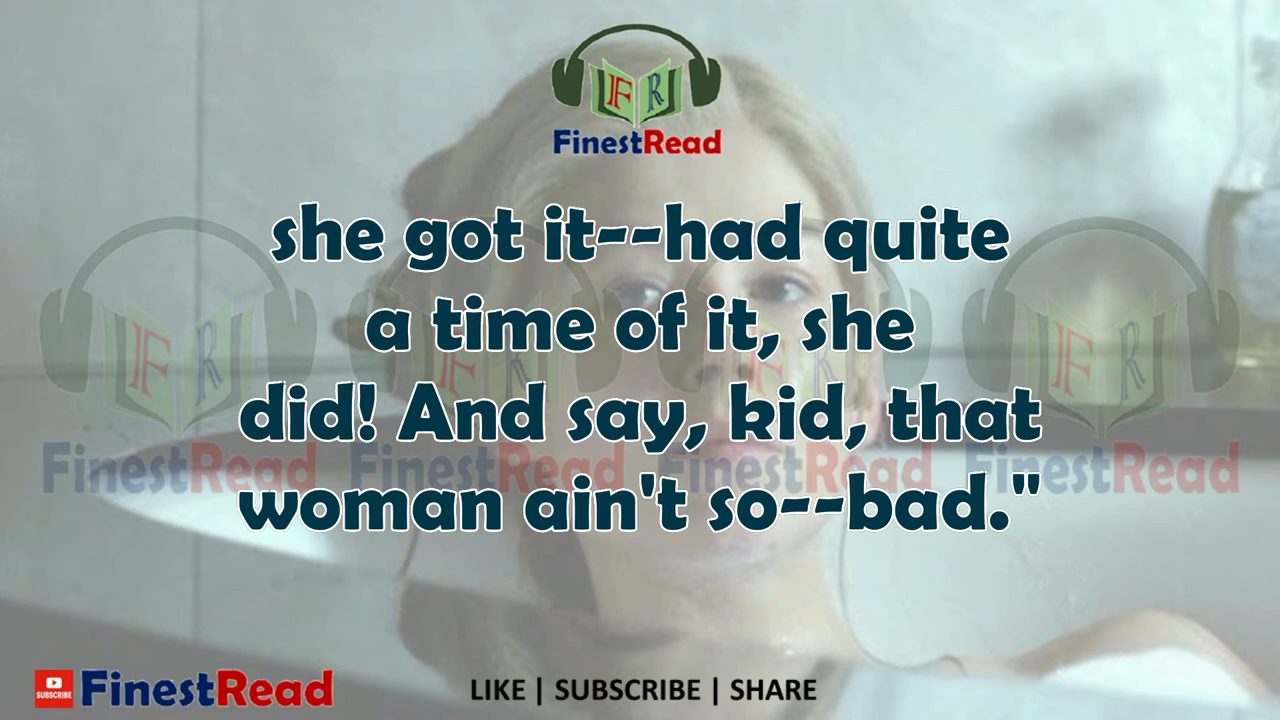 F R
FinestRead
she got it--had quite
a time of it, she
did! And say, kid, that
woman ain't so--bad."
F R F R F R F R
FinestRead FinestRead FinestRead FinestRead
SUBSCRIBE FinestRead LIKE | SUBSCRIBE | SHARE